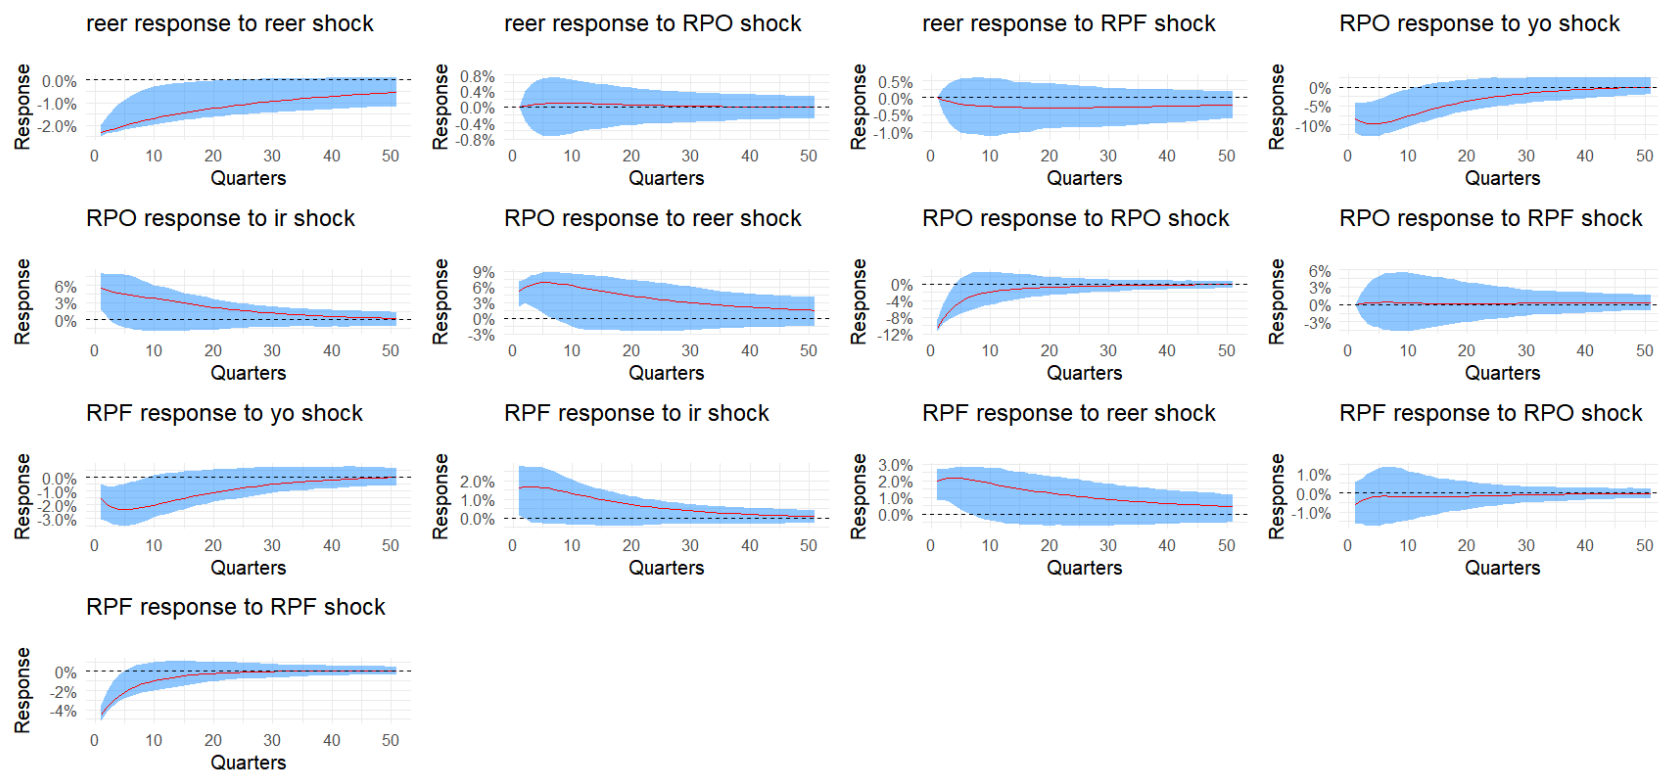 reer response to reer shock
Response
0.0%
-1.0%
-2.0%
0 10 20 30 40 50
Quarters
reer response to RPO shock
Response
0.8%
0.4%
0.0%
-0.4%
-0.8%
0 10 20 30 40 50
Quarters
reer response to RPF shock
Response
0.5%
0.0%
-0.5%
-1.0%
0 10 20 30 40 50
Quarters
RPO response to yo shock
Response
0%
-5%
-10%
0 10 20 30 40 50
Quarters
RPO response to ir shock
Response
6%
3%
0%
0 10 20 30 40 50
Quarters
RPO response to reer shock
Response
9%
6%
3%
0%
-3%
0 10 20 30 40 50
Quarters
RPO response to RPO shock
Response
0%
-4%
-8%
-12%
0 10 20 30 40 50
Quarters
RPO response to RPF shock
Response
6%
3%
0%
-3%
0 10 20 30 40 50
Quarters
RPF response to yo shock
Response
0.0%
-1.0%
-2.0%
-3.0%
0 10 20 30 40 50
Quarters
RPF response to ir shock
Response
2.0%
1.0%
0.0%
0 10 20 30 40 50
Quarters
RPF response to reer shock
Response
3.0%
2.0%
1.0%
0.0%
0 10 20 30 40 50
Quarters
RPF response to RPO shock
Response
1.0%
0.0%
-1.0%
0 10 20 30 40 50
Quarters
RPF response to RPF shock
Response
0%
-2%
-4%
0 10 20 30 40 50
Quarters